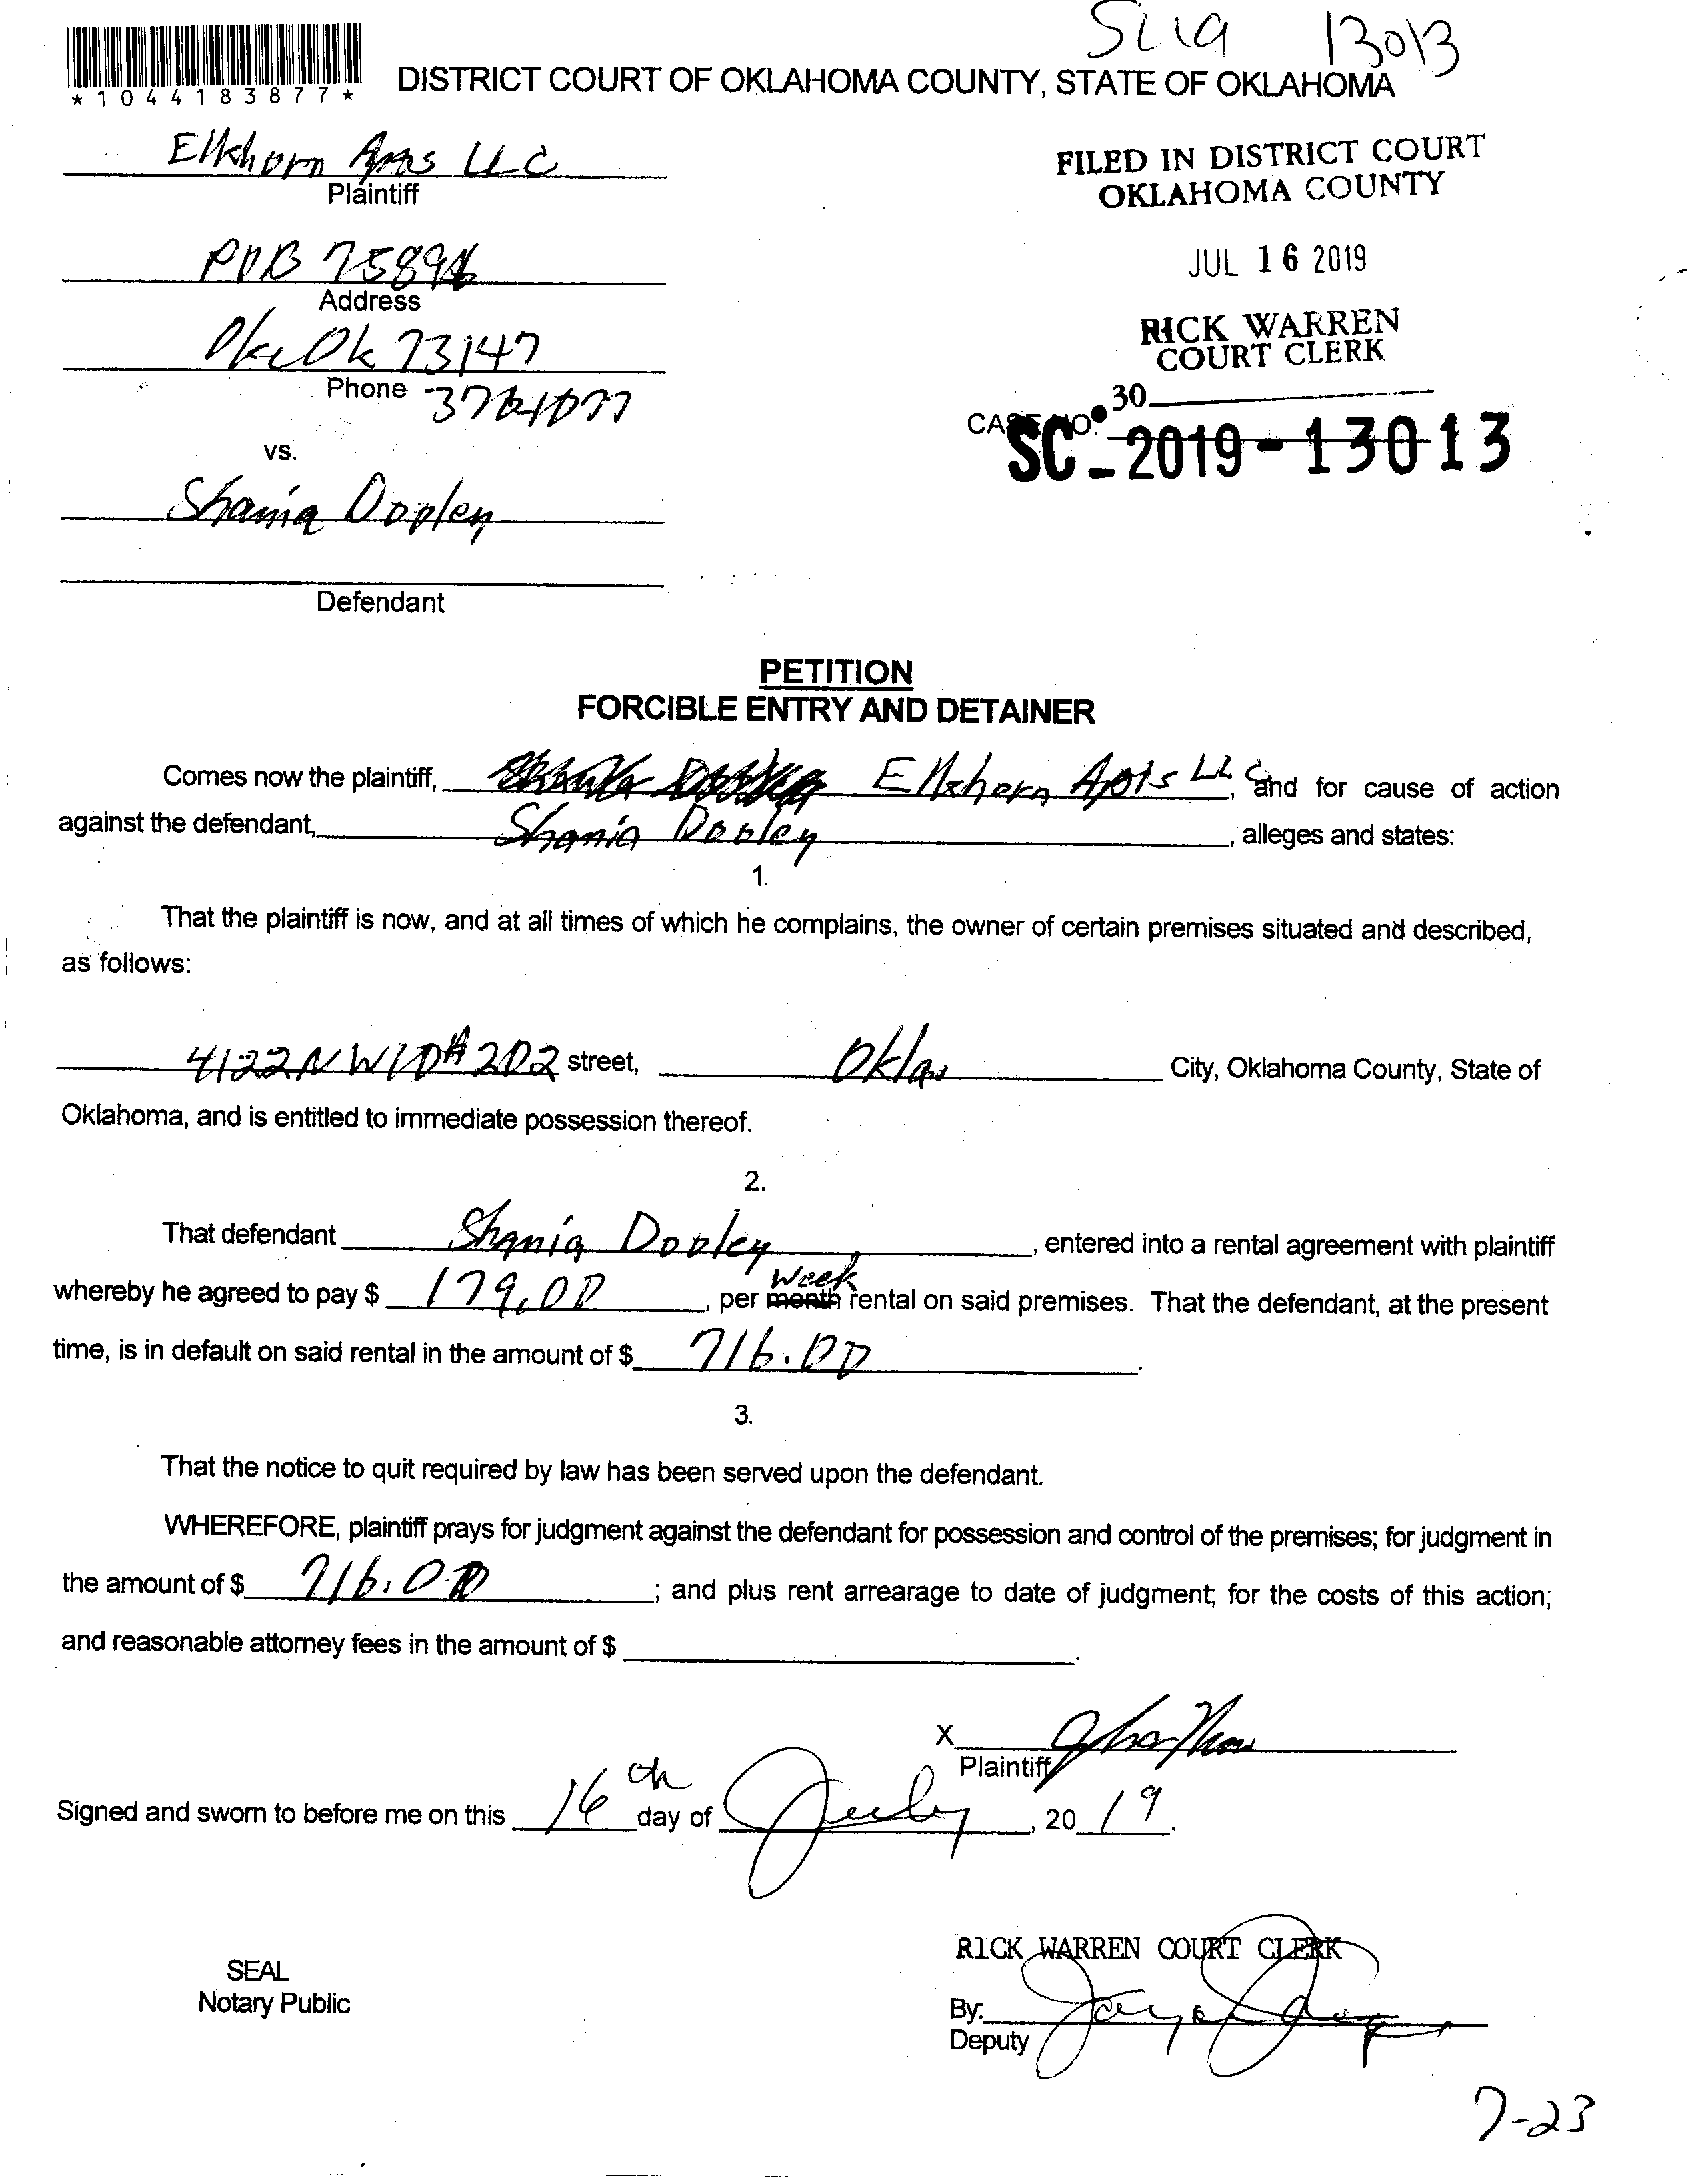 SC 19 13013
*1044183877*
DISTRICT COURT OF OKLAHOMA COUNTY, STATE OF OKLAHOMA
Elkhorn Apts LLC
Plaintiff
FILED IN DISTRICT COURT
OKLAHOMA COUNTY
POB 75894
Address
JUL 16 2019
Okc Ok 73147
Phone
RICK WARREN
COURT CLERK
30
CASE NO.
SC-2019-13013
vs.
Shania Dooley
Defendant
PETITION
FORCIBLE ENTRY AND DETAINER
Comes now the plaintiff, Elkhorn Apts LLC, and for cause of action
against the defendant, Shania Dooley, alleges and states:
1.
That the plaintiff is now, and at all times of which he complains, the owner of certain premises situated and described,
as follows:
4122 NW10 # 202 street, Okla City, Oklahoma County, State of
Oklahoma, and is entitled to immediate possession thereof.
2.
That defendant Shania Dooley, entered into a rental agreement with plaintiff
whereby he agreed to pay $ 179.00, per month Week rental on said premises. That the defendant, at the present
time, is in default on said rental in the amount of $ 716.00.
3.
That the notice to quit required by law has been served upon the defendant.
WHEREFORE, plaintiff prays for judgment against the defendant for possession and control of the premises; for judgment in
the amount of $ 716.00; and plus rent arrearage to date of judgment; for the costs of this action;
and reasonable attorney fees in the amount of $ .
X
Plaintiff
Signed and sworn to before me on this 16th day of July, 2019.
RICK WARREN COURT CLERK
SEAL
Notary Public
By:
Deputy
7-23